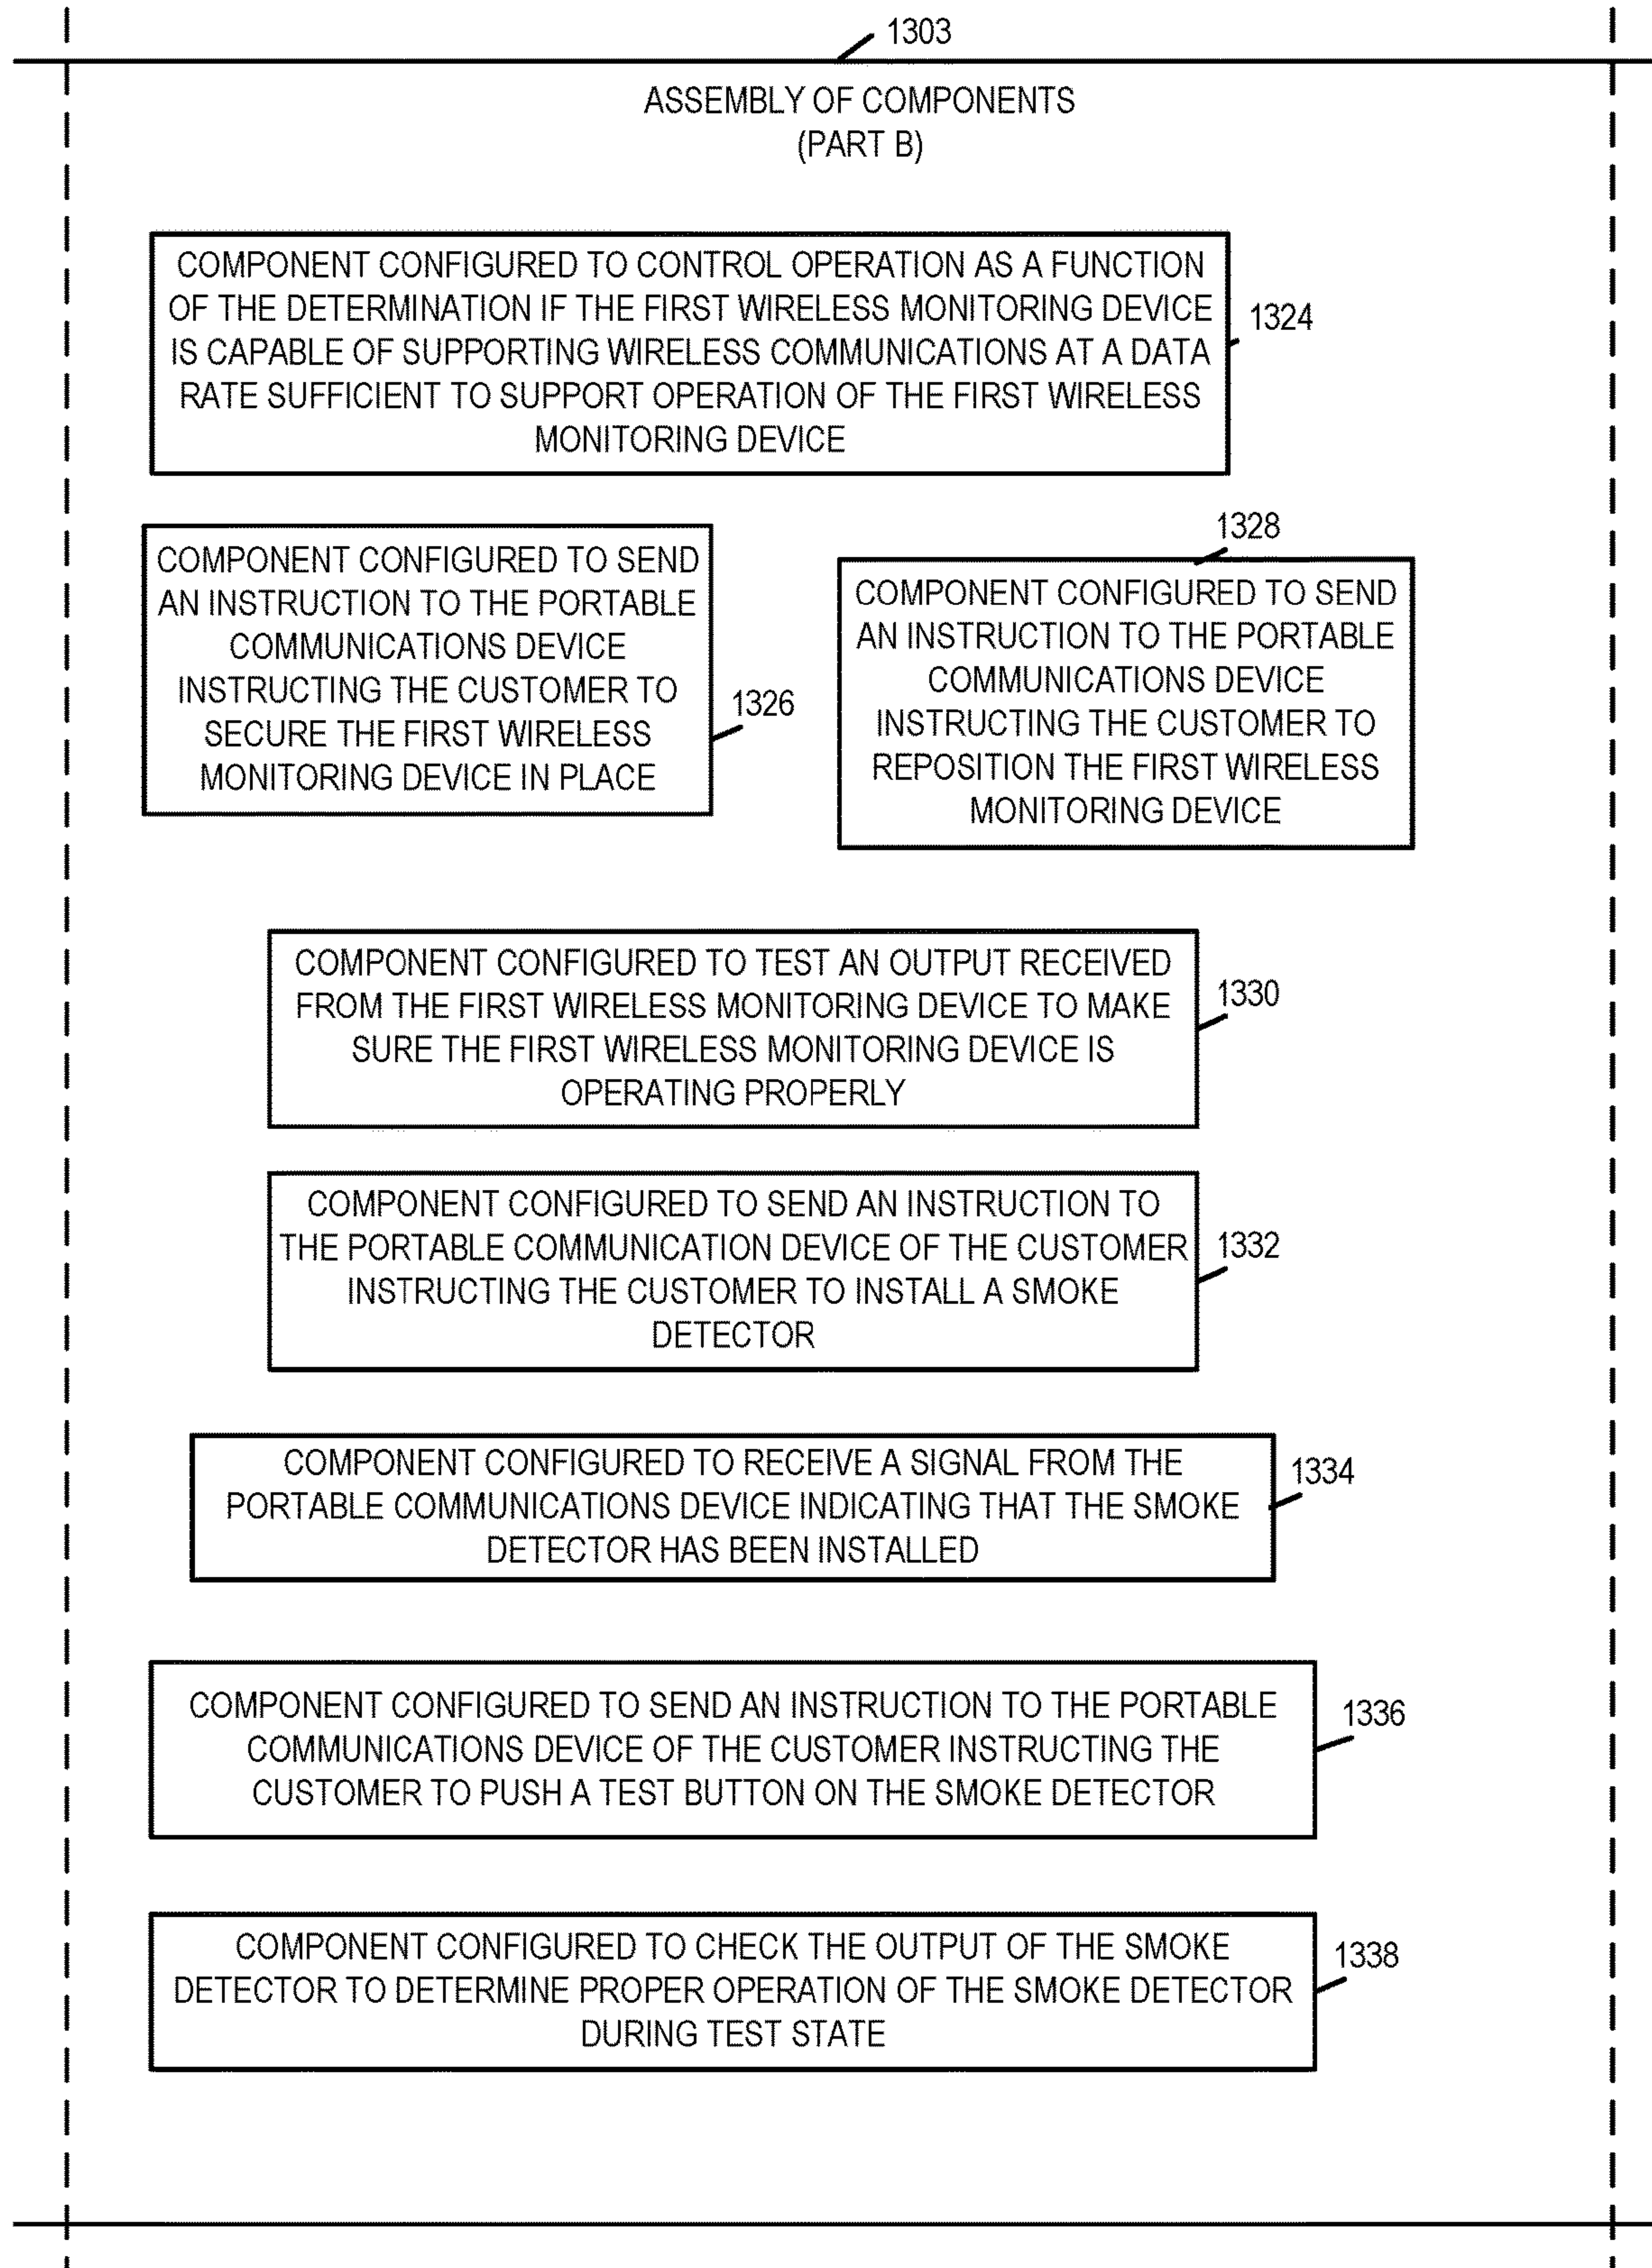 1303
ASSEMBLY OF COMPONENTS
(PART B)
COMPONENT CONFIGURED TO CONTROL OPERATION AS A FUNCTION
OF THE DETERMINATION IF THE FIRST WIRELESS MONITORING DEVICE
IS CAPABLE OF SUPPORTING WIRELESS COMMUNICATIONS AT A DATA
RATE SUFFICIENT TO SUPPORT OPERATION OF THE FIRST WIRELESS
MONITORING DEVICE
1324
COMPONENT CONFIGURED TO SEND
AN INSTRUCTION TO THE PORTABLE
COMMUNICATIONS DEVICE
INSTRUCTING THE CUSTOMER TO
SECURE THE FIRST WIRELESS
MONITORING DEVICE IN PLACE
1326
1328
COMPONENT CONFIGURED TO SEND
AN INSTRUCTION TO THE PORTABLE
COMMUNICATIONS DEVICE
INSTRUCTING THE CUSTOMER TO
REPOSITION THE FIRST WIRELESS
MONITORING DEVICE
COMPONENT CONFIGURED TO TEST AN OUTPUT RECEIVED
FROM THE FIRST WIRELESS MONITORING DEVICE TO MAKE
SURE THE FIRST WIRELESS MONITORING DEVICE IS
OPERATING PROPERLY
1330
COMPONENT CONFIGURED TO SEND AN INSTRUCTION TO
THE PORTABLE COMMUNICATION DEVICE OF THE CUSTOMER
INSTRUCTING THE CUSTOMER TO INSTALL A SMOKE
DETECTOR
1332
COMPONENT CONFIGURED TO RECEIVE A SIGNAL FROM THE
PORTABLE COMMUNICATIONS DEVICE INDICATING THAT THE SMOKE
DETECTOR HAS BEEN INSTALLED
1334
COMPONENT CONFIGURED TO SEND AN INSTRUCTION TO THE PORTABLE
COMMUNICATIONS DEVICE OF THE CUSTOMER INSTRUCTING THE
CUSTOMER TO PUSH A TEST BUTTON ON THE SMOKE DETECTOR
1336
COMPONENT CONFIGURED TO CHECK THE OUTPUT OF THE SMOKE
DETECTOR TO DETERMINE PROPER OPERATION OF THE SMOKE DETECTOR
DURING TEST STATE
1338